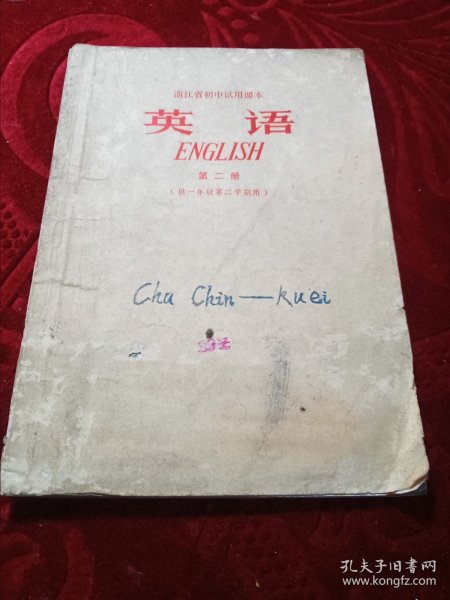 浙江省初中试用课本
英语
ENGLISH
第二册
(供一年级第二学期用)
Chu Chin—Kuei
孔夫子旧书网
www.kongfz.com